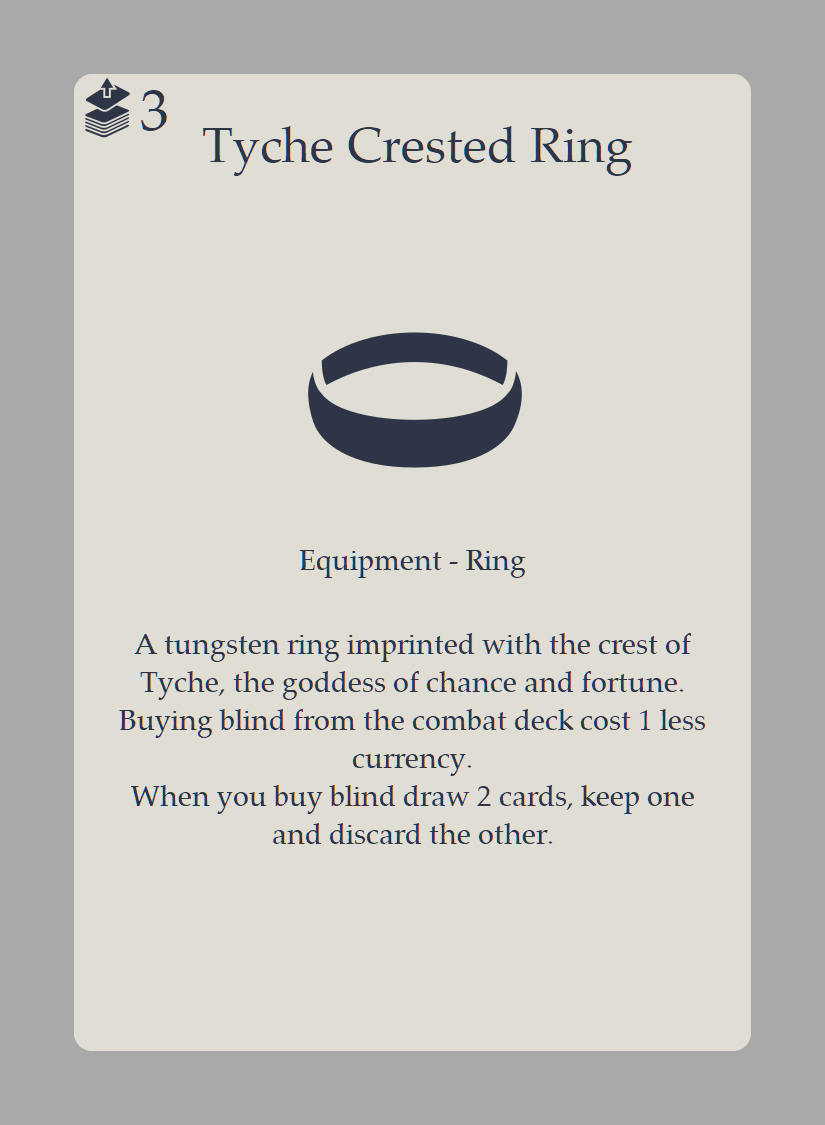 3
Tyche Crested Ring
Equipment - Ring
A tungsten ring imprinted with the crest of
Tyche, the goddess of chance and fortune.
Buying blind from the combat deck cost 1 less
currency.
When you buy blind draw 2 cards, keep one
and discard the other.